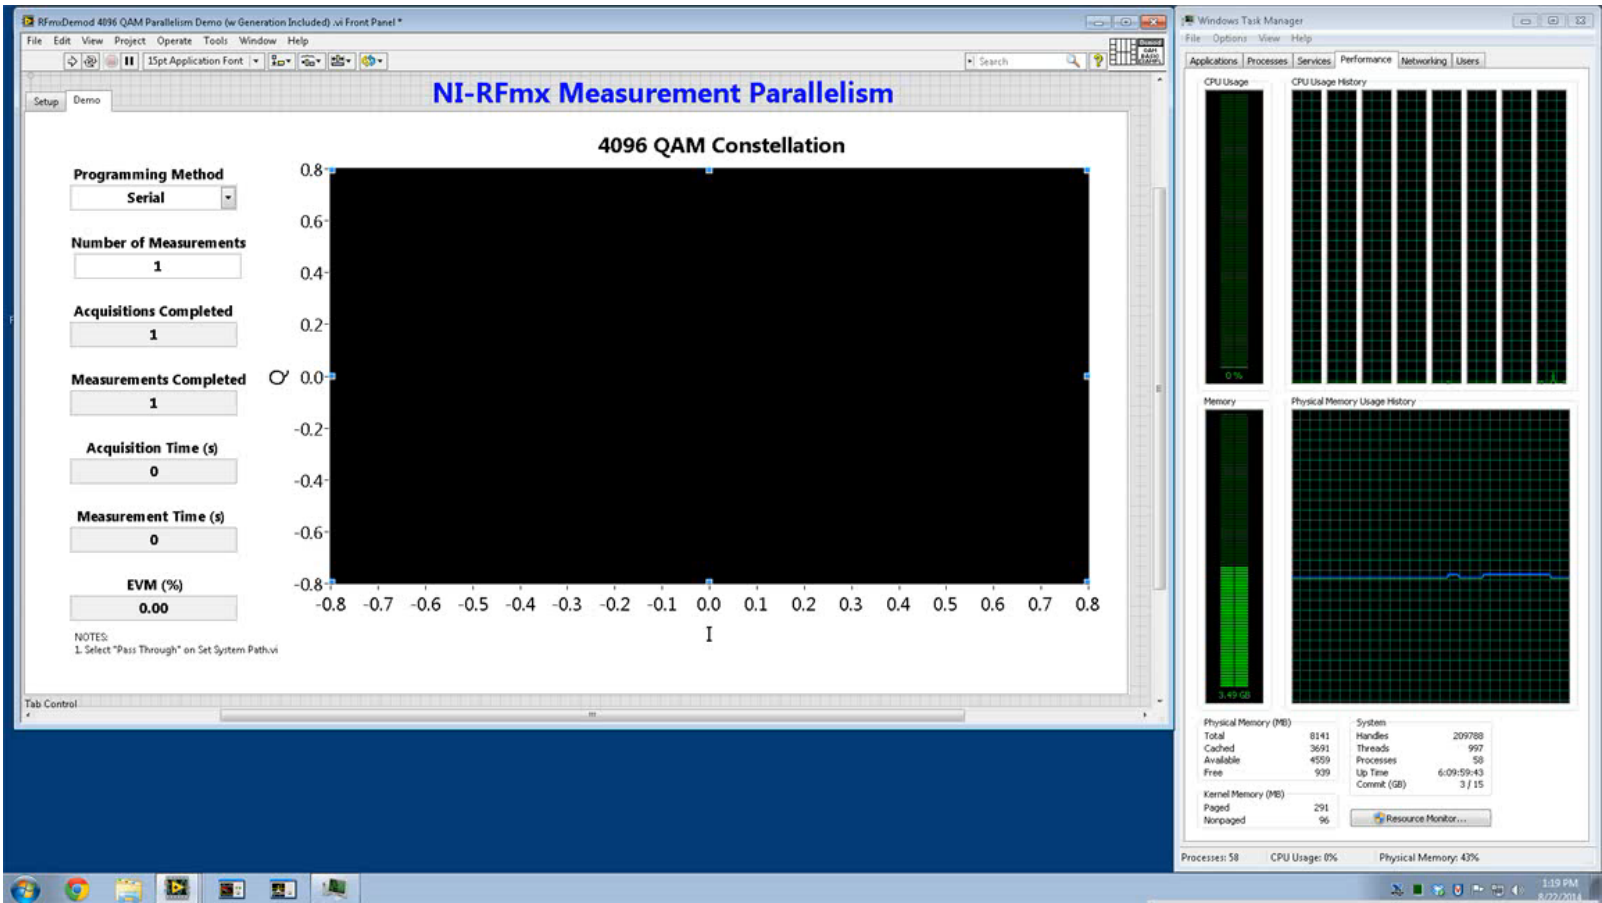 RFmxDemod 4096 QAM Parallelism Demo (w Generation Included) .vi Front Panel *
File Edit View Project Operate Tools Window Help
15pt Application Font
Search
NI-RFmx Measurement Parallelism
Setup Demo
4096 QAM Constellation
Programming Method
Serial
Number of Measurements
1
Acquisitions Completed
1
Measurements Completed
1
Acquisition Time (s)
0
Measurement Time (s)
0
EVM (%)
0.00
NOTES:
1. Select "Pass Through" on Set System Path.vi
Q
0.8
0.6
0.4
0.2
0.0
-0.2
-0.4
-0.6
-0.8
-0.8 -0.7 -0.6 -0.5 -0.4 -0.3 -0.2 -0.1 0.0 0.1 0.2 0.3 0.4 0.5 0.6 0.7 0.8
I
Tab Control
Windows Task Manager
File Options View Help
Applications Processes Services Performance Networking Users
CPU Usage CPU Usage History
0 %
Memory Physical Memory Usage History
3.49 GB
Physical Memory (MB)
Total 8141
Cached 3691
Available 4559
Free 939
Kernel Memory (MB)
Paged 291
Nonpaged 96
System
Handles 209788
Threads 997
Processes 58
Up Time 6:09:59:43
Commit (GB) 3 / 15
Resource Monitor...
Processes: 58 CPU Usage: 0% Physical Memory: 43%
1:19 PM
8/22/2014